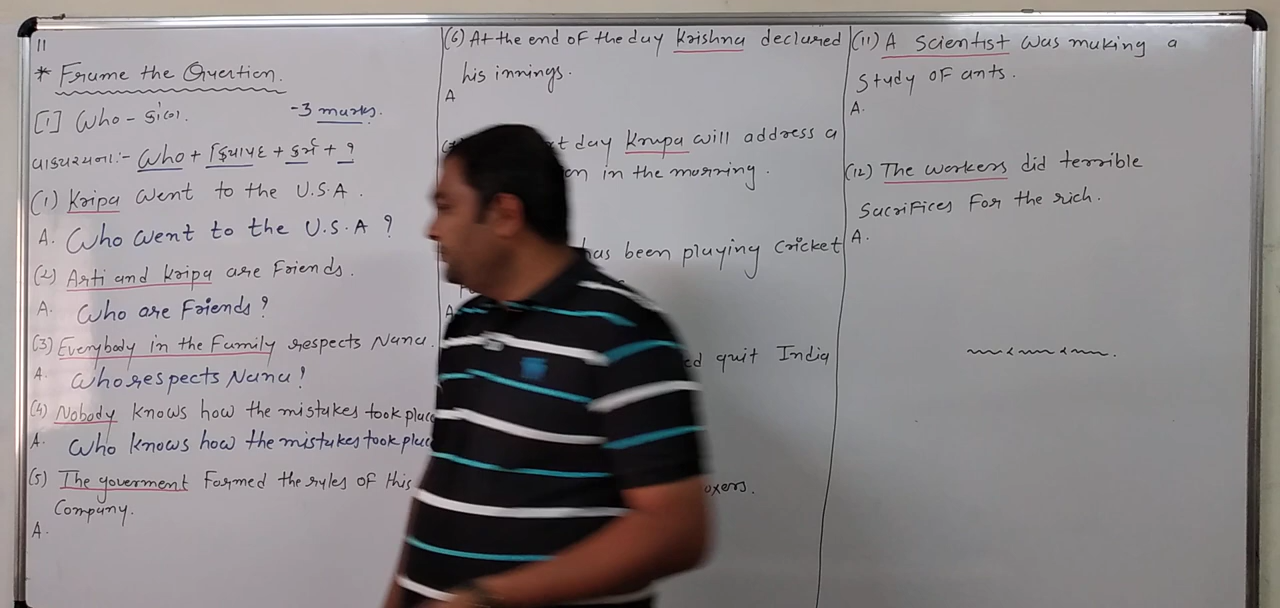 11
* Frame the Question.
[1] Who - કોણ. - 3 marks.
વાક્યરચના:- Who + ક્રિયાપદ + કર્મ + ?
(1) Kripa went to the U.S.A.
A. Who went to the U.S.A ?
(2) Arti and Kripa are Friends.
A. Who are Friends ?
(3) Everybody in the Family respects Nana.
A. Who respects Nana ?
(4) Nobody knows how the mistakes took place
A. Who knows how the mistakes took place
(5) The goverment Formed the rules of this
Company.
A.
(6) At the end of the day Krishna declared
his innings.
A
day Krupa will address a
in the morning.
has been playing Cricket
A
quit India
(11) A Scientist was making a
Study of ants.
A.
(12) The workers did terrible
Sacrifices For the rich.
A.